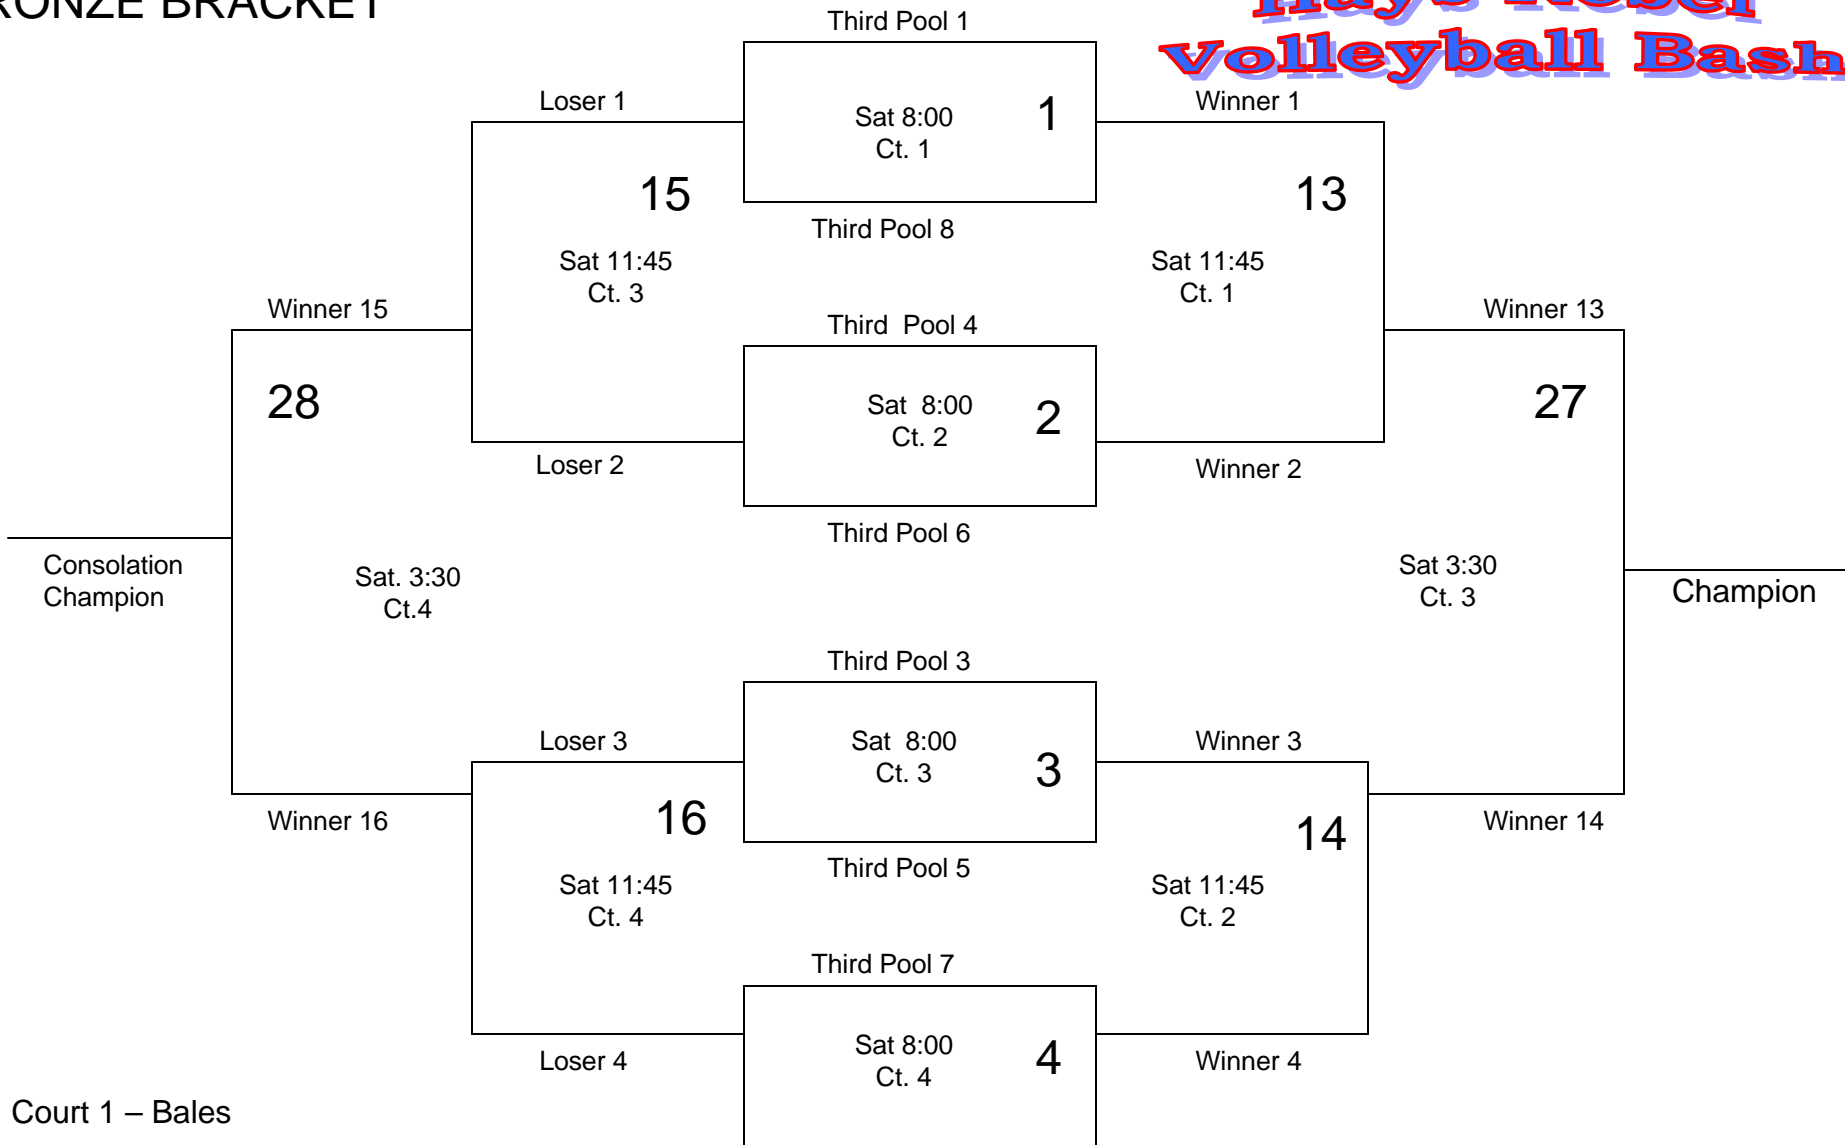 BRONZE BRACKET
Hays Rebel
Volleyball Bash
Third Pool 1
Loser 1
Winner 1
Sat 8:00
Ct. 1
1
15
13
Third Pool 8
Sat 11:45
Ct. 3
Sat 11:45
Ct. 1
Winner 15
Third  Pool 4
Winner 13
28
Sat  8:00
Ct. 2
2
27
Loser 2
Winner 2
Third Pool 6
Consolation
Champion
Sat. 3:30
Ct.4
Sat 3:30
Ct. 3
Champion
Third Pool 3
Loser 3
Winner 3
Sat  8:00
Ct. 3
3
Winner 16
16
14
Winner 14
Third Pool 5
Sat 11:45
Ct. 4
Sat 11:45
Ct. 2
Third Pool 7
Loser 4
Sat 8:00
Ct. 4
4
Winner 4
Court 1 – Bales